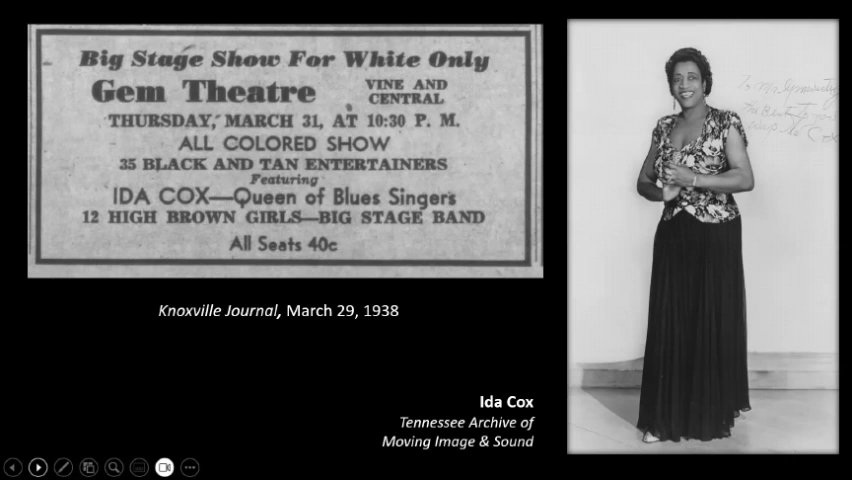 Big Stage Show For White Only
Gem Theatre VINE AND CENTRAL
THURSDAY, MARCH 31, AT 10:30 P. M.
ALL COLORED SHOW
35 BLACK AND TAN ENTERTAINERS
Featuring
IDA COX—Queen of Blues Singers
12 HIGH BROWN GIRLS—BIG STAGE BAND
All Seats 40c
Knoxville Journal, March 29, 1938
Ida Cox
Tennessee Archive of
Moving Image & Sound
To
Cox